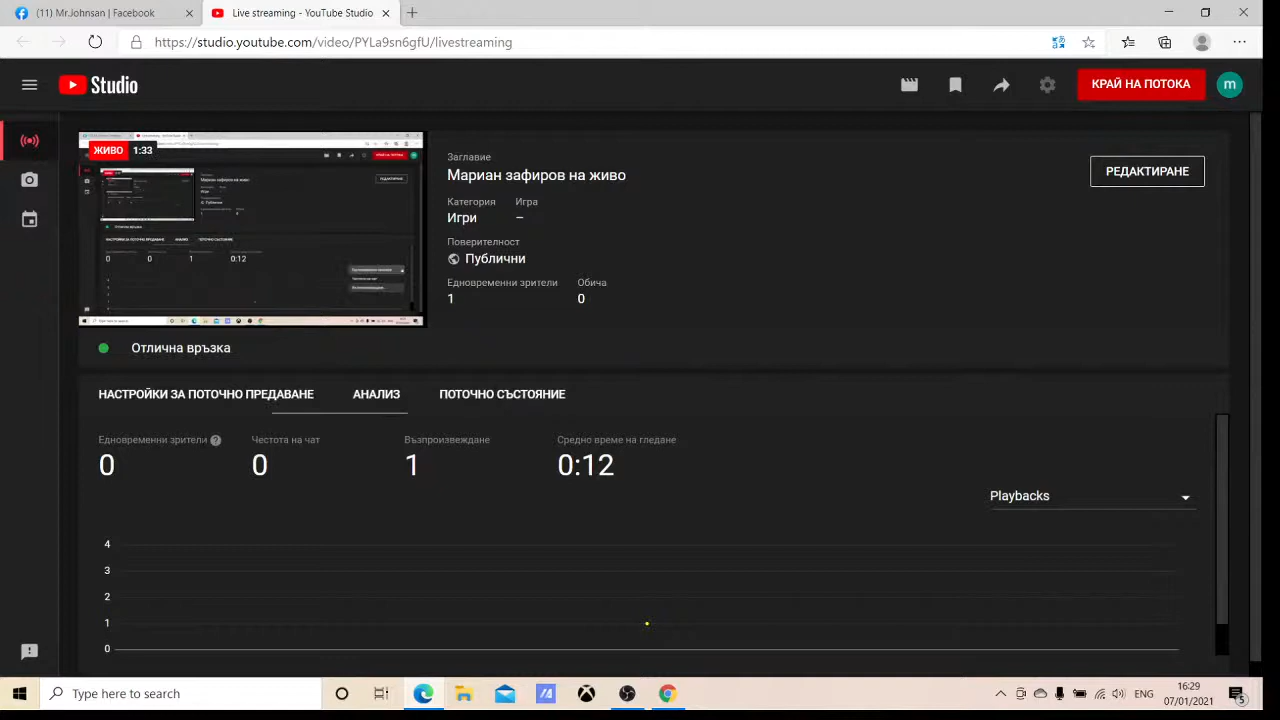 (11) MrJohnsan | Facebook
Live streaming - YouTube Studio
https://studio.youtube.com/video/PYLa9sn6gfU/livestreaming
Studio
КРАЙ НА ПОТОКА
m
ЖИВО 1:33
Заглавие
Мариан зафиров на живо
РЕДАКТИРАНЕ
Категория Игра
Игри –
Поверителност
Публични
Едновременни зрители Обича
1 0
Отлична връзка
НАСТРОЙКИ ЗА ПОТОЧНО ПРЕДАВАНЕ АНАЛИЗ ПОТОЧНО СЪСТОЯНИЕ
Едновременни зрители Честота на чат Възпроизвеждане Средно време на гледане
0 0 1 0:12
Playbacks
4
3
2
1
0
Type here to search
ENG
16:29
07/01/2021
5